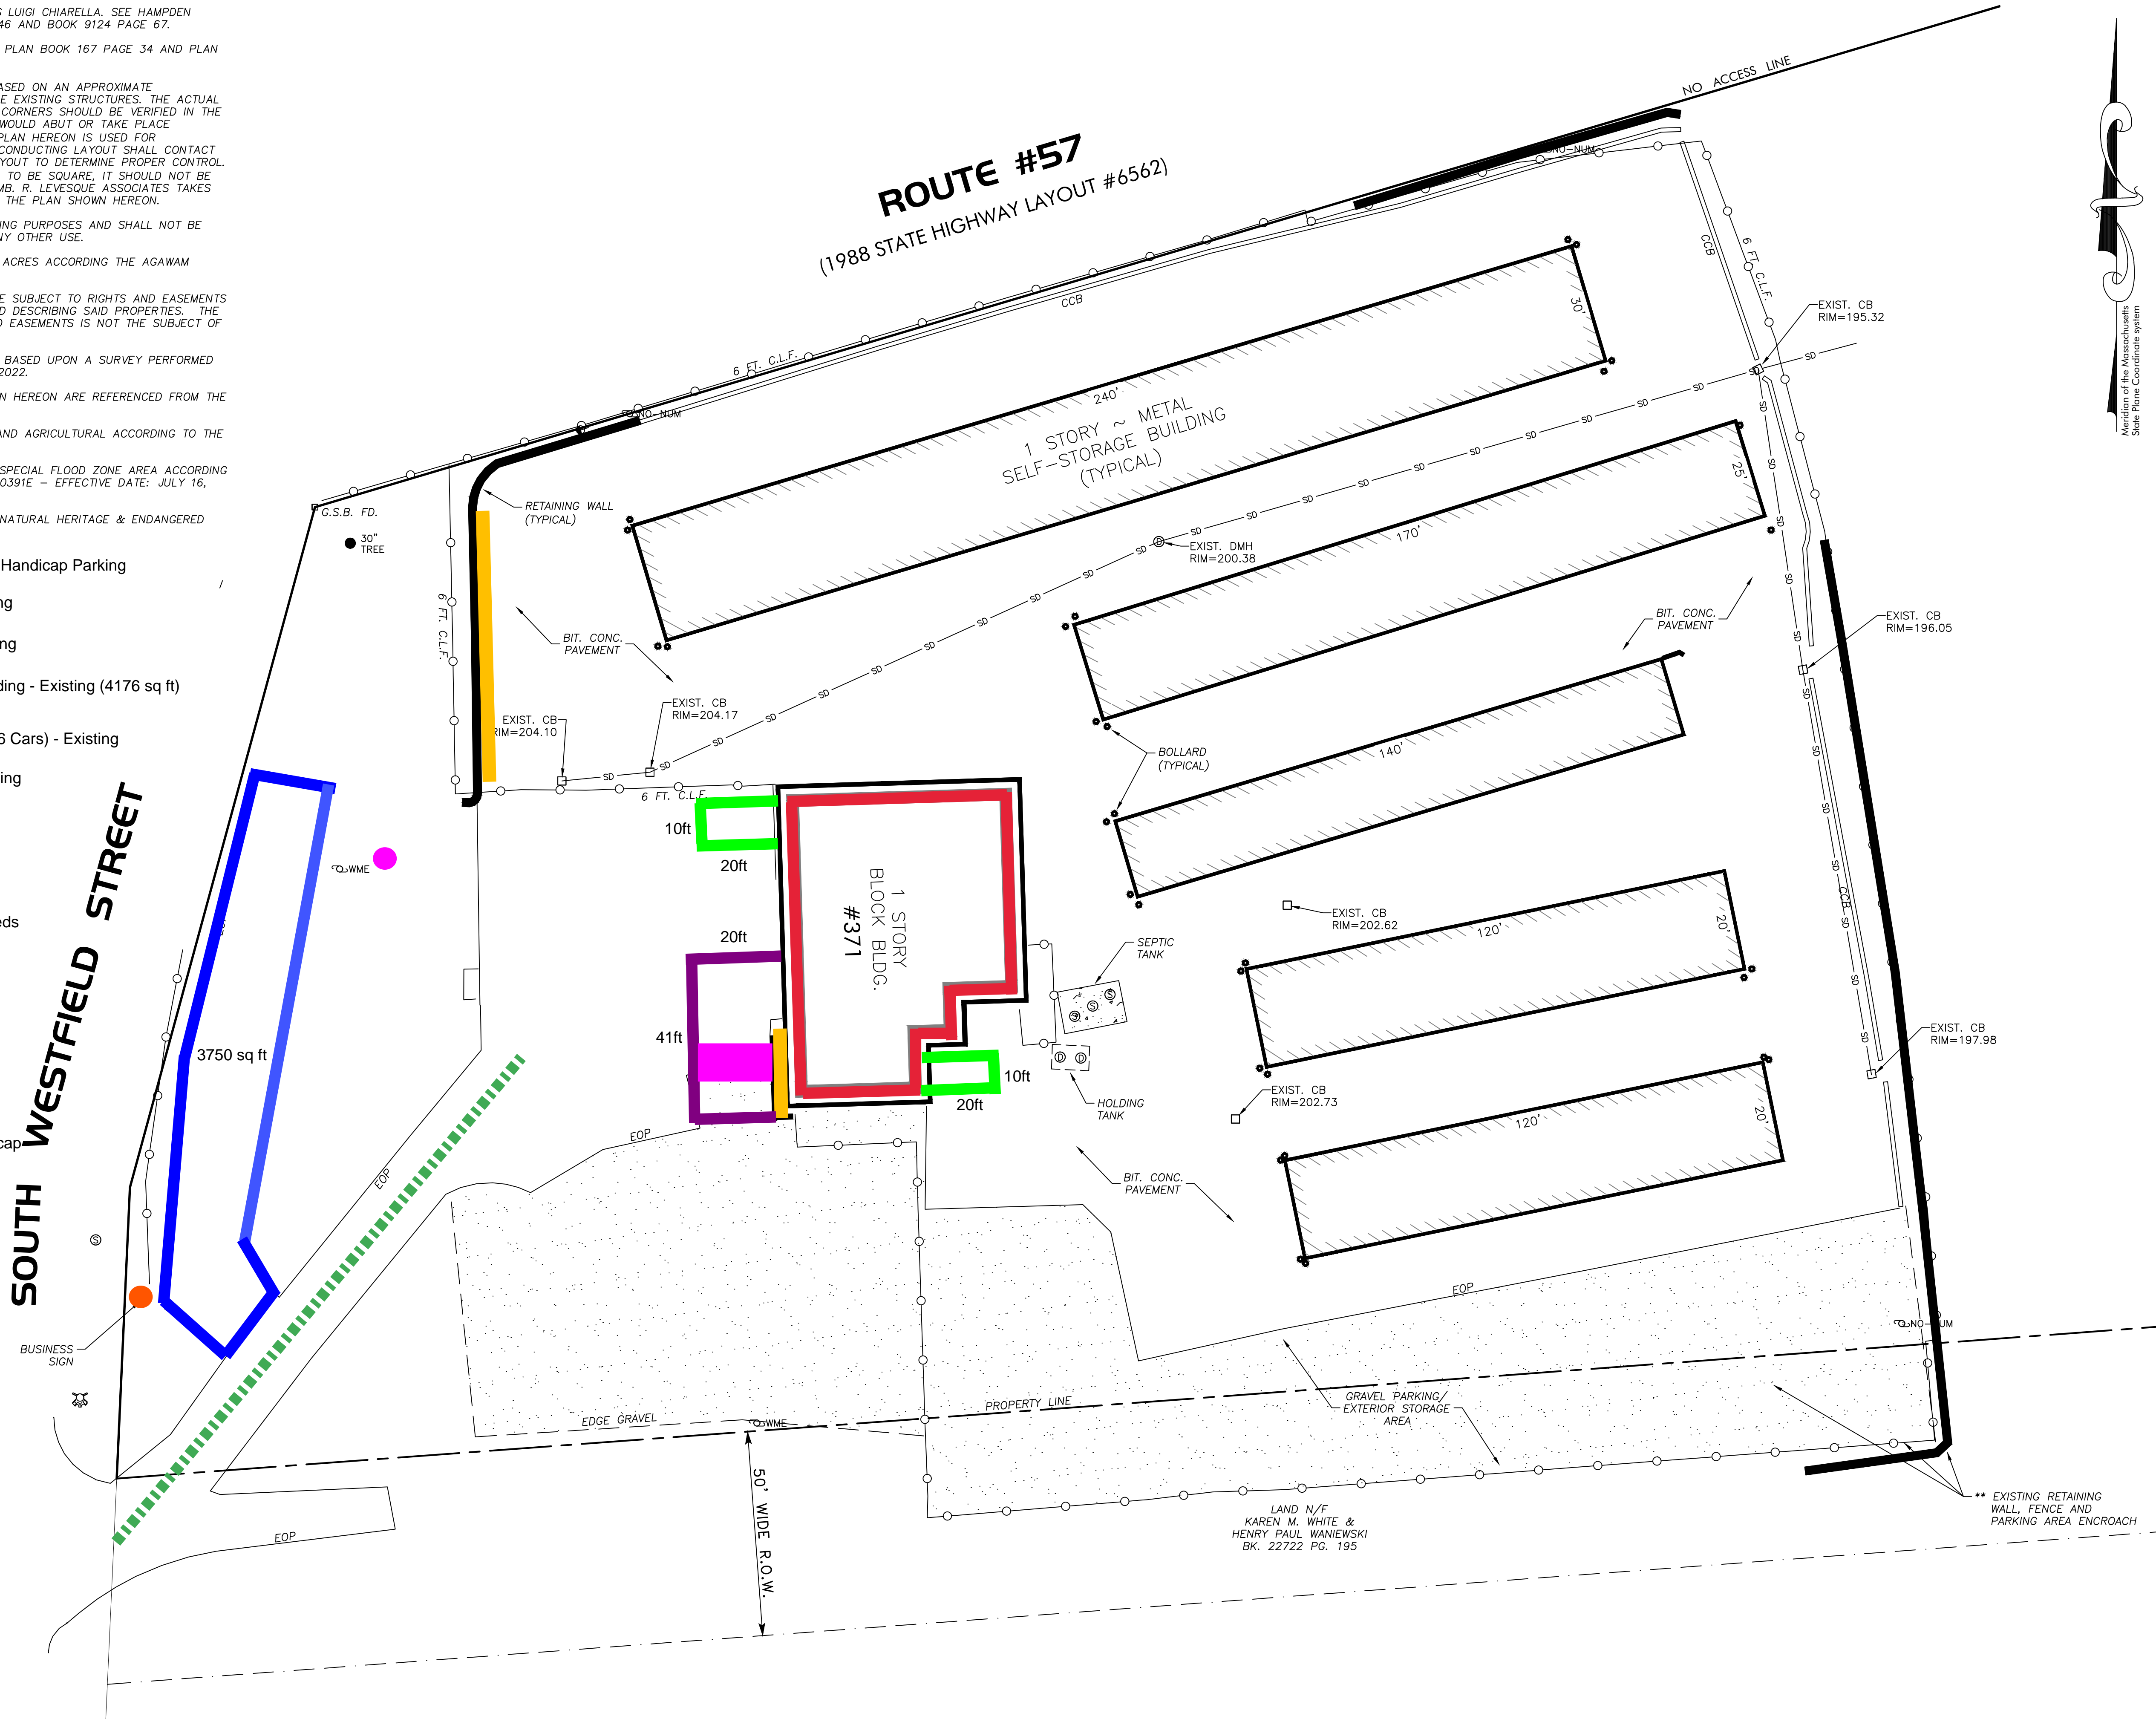 LUIGI CHIARELLA. SEE HAMPDEN
46 AND BOOK 9124 PAGE 67.
PLAN BOOK 167 PAGE 34 AND PLAN
ASED ON AN APPROXIMATE
E EXISTING STRUCTURES. THE ACTUAL
CORNERS SHOULD BE VERIFIED IN THE
WOULD ABUT OR TAKE PLACE
PLAN HEREON IS USED FOR
CONDUCTING LAYOUT SHALL CONTACT
YOUT TO DETERMINE PROPER CONTROL.
TO BE SQUARE, IT SHOULD NOT BE
MB. R. LEVESQUE ASSOCIATES TAKES
THE PLAN SHOWN HEREON.
ING PURPOSES AND SHALL NOT BE
NY OTHER USE.
ACRES ACCORDING THE AGAWAM
E SUBJECT TO RIGHTS AND EASEMENTS
D DESCRIBING SAID PROPERTIES. THE
D EASEMENTS IS NOT THE SUBJECT OF
BASED UPON A SURVEY PERFORMED
2022.
N HEREON ARE REFERENCED FROM THE
AND AGRICULTURAL ACCORDING TO THE
SPECIAL FLOOD ZONE AREA ACCORDING
0391E – EFFECTIVE DATE: JULY 16,
NATURAL HERITAGE & ENDANGERED
Handicap Parking
ng
ng
ding - Existing (4176 sq ft)
6 Cars) - Existing
ing
eds
cap
SOUTH WESTFIELD STREET
ROUTE #57
(1988 STATE HIGHWAY LAYOUT #6562)
NO ACCESS LINE
Meridian of the Massachusetts
State Plane Coordinate system
NO-NUM
CCB
6 FT. C.L.F.
CCB
6 FT. C.L.F.
NO-NUM
EXIST. CB
RIM=195.32
30'
240'
1 STORY ~ METAL
SELF-STORAGE BUILDING
(TYPICAL)
SD
G.S.B. FD.
30"
TREE
RETAINING WALL
(TYPICAL)
6 FT. C.L.F.
BIT. CONC.
PAVEMENT
EXIST. DMH
RIM=200.38
170'
25'
BIT. CONC.
PAVEMENT
EXIST. CB
RIM=196.05
EXIST. CB
RIM=204.10
EXIST. CB
RIM=204.17
6 FT. C.L.F.
BOLLARD
(TYPICAL)
140'
10ft
20ft
WME
1 STORY
BLOCK BLDG.
#371
20ft
41ft
10ft
20ft
SEPTIC
TANK
HOLDING
TANK
EXIST. CB
RIM=202.62
120'
20'
CCB
EXIST. CB
RIM=197.98
EXIST. CB
RIM=202.73
120'
20'
3750 sq ft
EOP
EOP
BIT. CONC.
PAVEMENT
EOP
NO-NUM
BUSINESS
SIGN
EDGE GRAVEL
WME
PROPERTY LINE
GRAVEL PARKING/
EXTERIOR STORAGE
AREA
50' WIDE R.O.W.
EOP
LAND N/F
KAREN M. WHITE &
HENRY PAUL WANIEWSKI
BK. 22722 PG. 195
** EXISTING RETAINING
WALL, FENCE AND
PARKING AREA ENCROACH